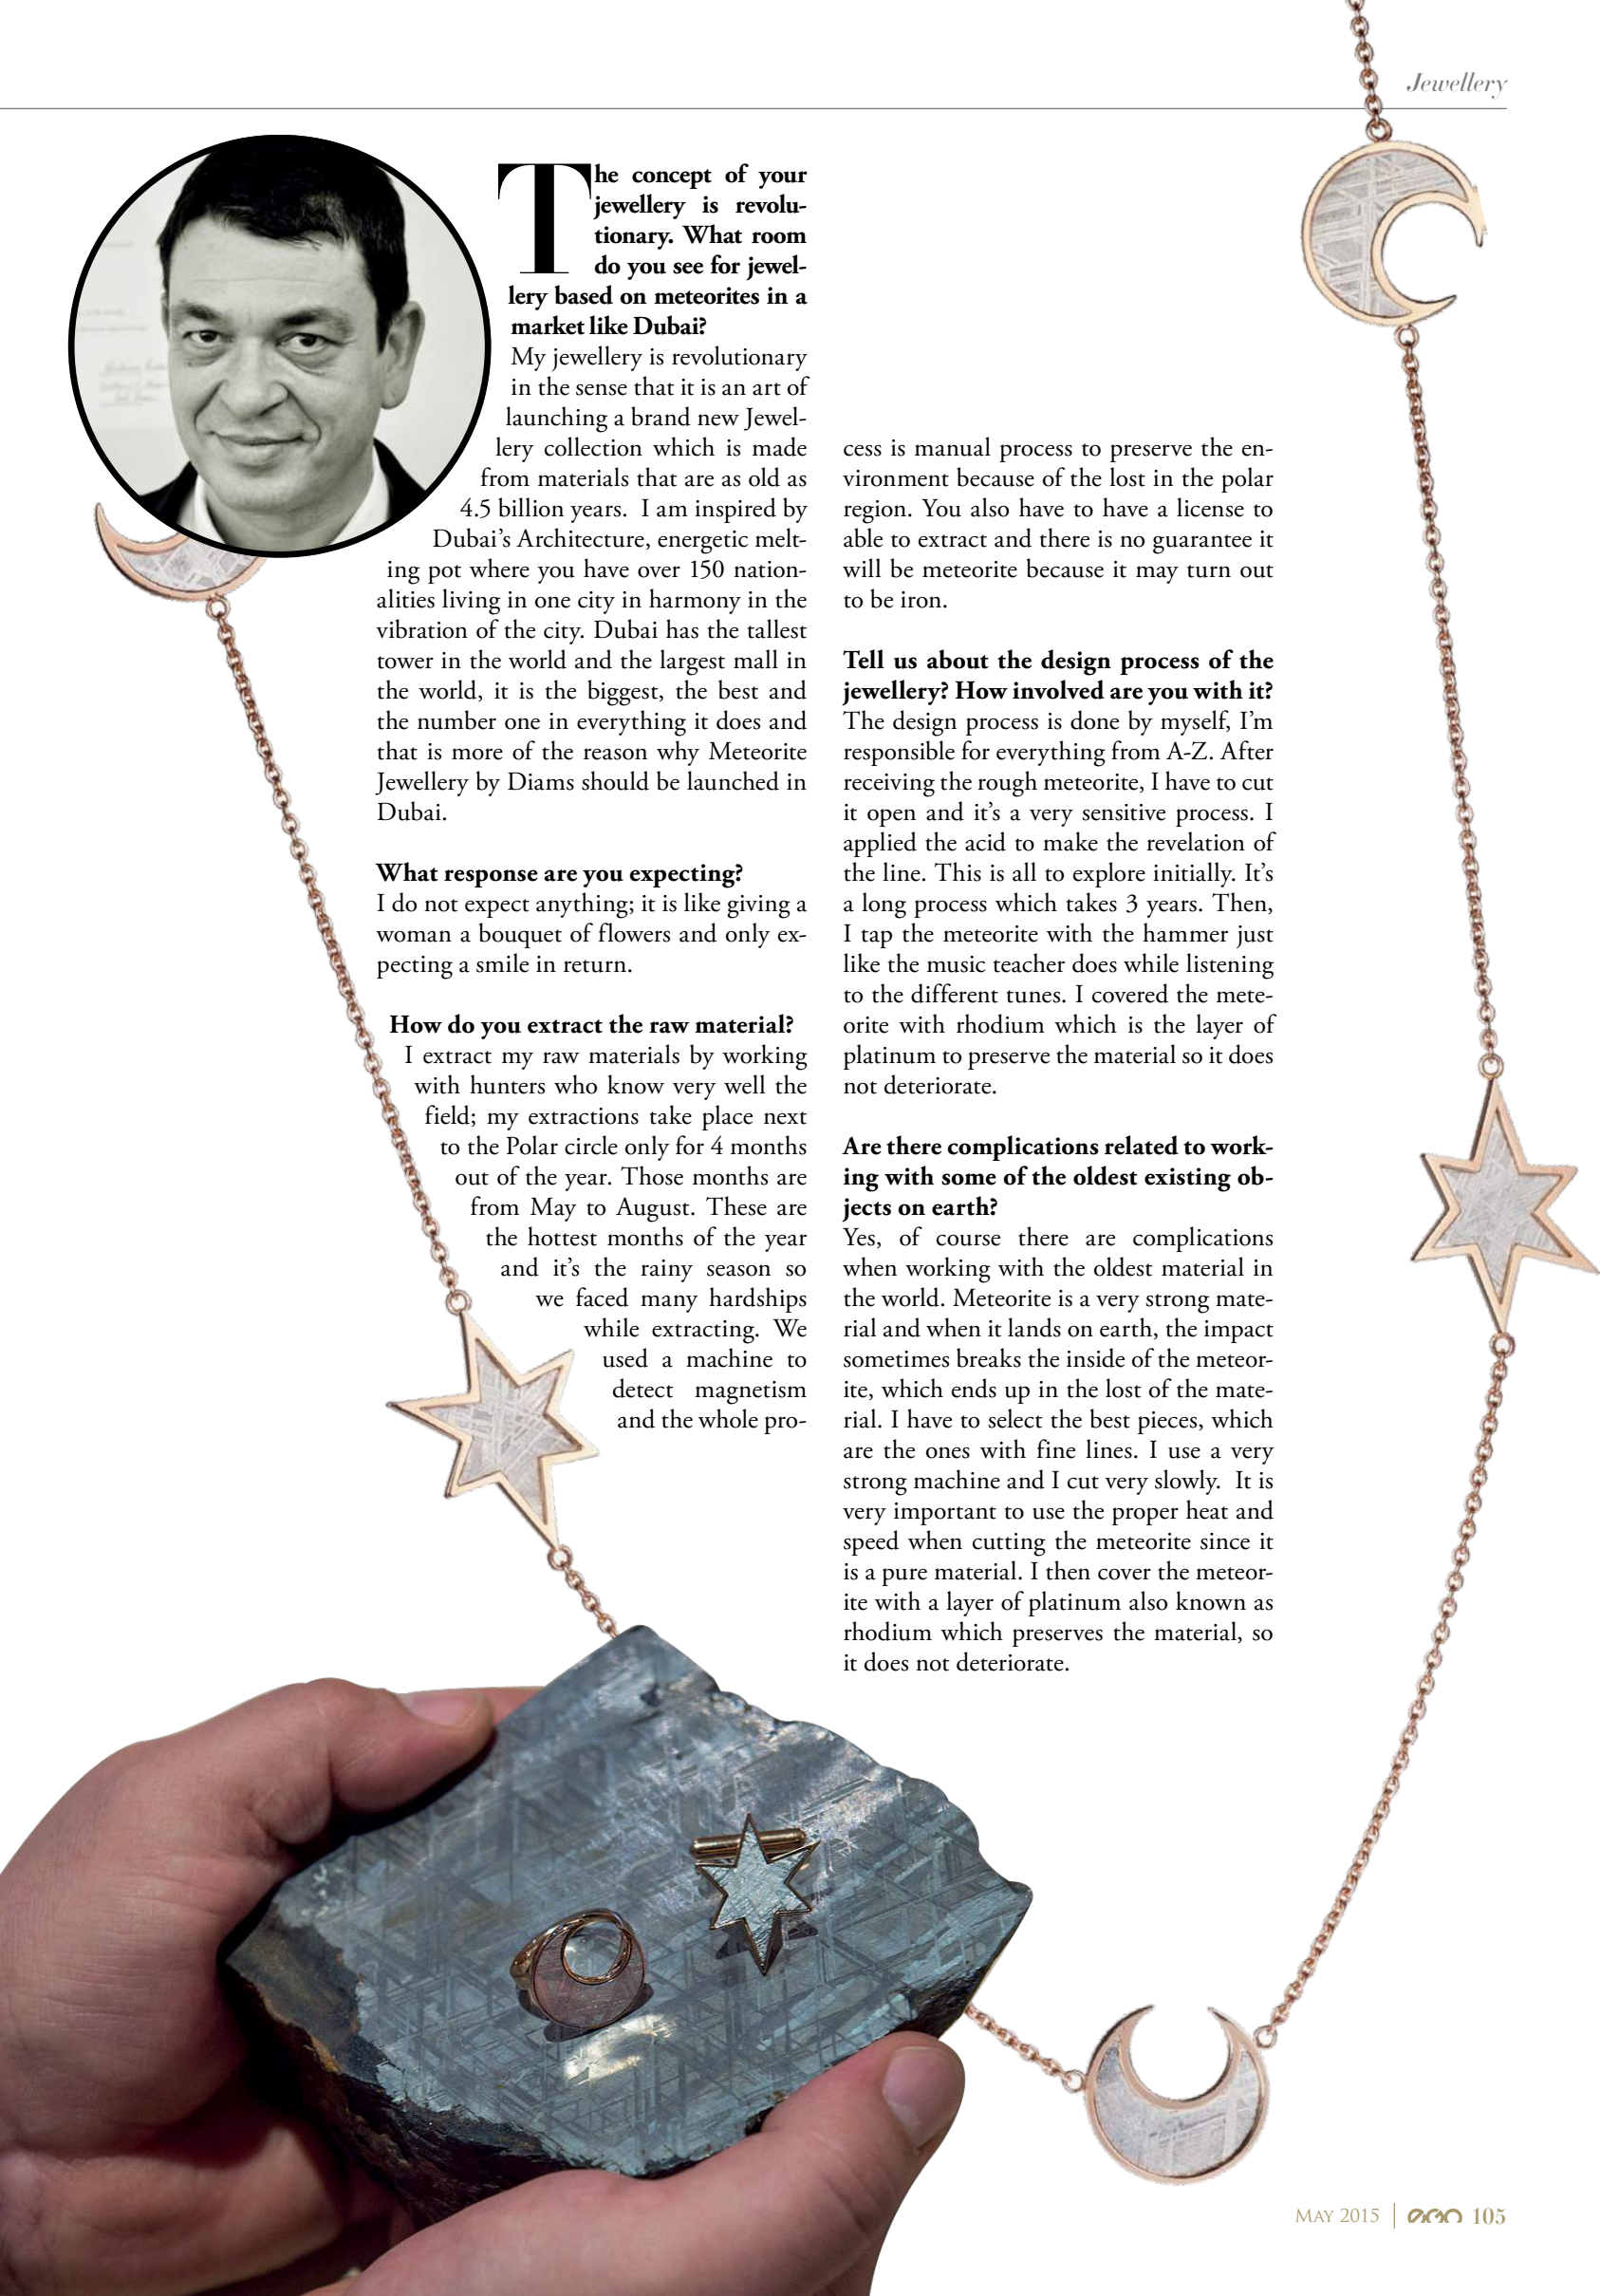 Jewellery
The concept of your
jewellery is revolu-
tionary. What room
do you see for jewel-
lery based on meteorites in a
market like Dubai?
My jewellery is revolutionary
in the sense that it is an art of
launching a brand new Jewel-
lery collection which is made
from materials that are as old as
4.5 billion years. I am inspired by
Dubai's Architecture, energetic melt-
ing pot where you have over 150 nation-
alities living in one city in harmony in the
vibration of the city. Dubai has the tallest
tower in the world and the largest mall in
the world, it is the biggest, the best and
the number one in everything it does and
that is more of the reason why Meteorite
Jewellery by Diams should be launched in
Dubai.
What response are you expecting?
I do not expect anything; it is like giving a
woman a bouquet of flowers and only ex-
pecting a smile in return.
How do you extract the raw material?
I extract my raw materials by working
with hunters who know very well the
field; my extractions take place next
to the Polar circle only for 4 months
out of the year. Those months are
from May to August. These are
the hottest months of the year
and it's the rainy season so
we faced many hardships
while extracting. We
used a machine to
detect magnetism
and the whole pro-
cess is manual process to preserve the en-
vironment because of the lost in the polar
region. You also have to have a license to
able to extract and there is no guarantee it
will be meteorite because it may turn out
to be iron.
Tell us about the design process of the
jewellery? How involved are you with it?
The design process is done by myself, I'm
responsible for everything from A-Z. After
receiving the rough meteorite, I have to cut
it open and it's a very sensitive process. I
applied the acid to make the revelation of
the line. This is all to explore initially. It's
a long process which takes 3 years. Then,
I tap the meteorite with the hammer just
like the music teacher does while listening
to the different tunes. I covered the mete-
orite with rhodium which is the layer of
platinum to preserve the material so it does
not deteriorate.
Are there complications related to work-
ing with some of the oldest existing ob-
jects on earth?
Yes, of course there are complications
when working with the oldest material in
the world. Meteorite is a very strong mate-
rial and when it lands on earth, the impact
sometimes breaks the inside of the meteor-
ite, which ends up in the lost of the mate-
rial. I have to select the best pieces, which
are the ones with fine lines. I use a very
strong machine and I cut very slowly. It is
very important to use the proper heat and
speed when cutting the meteorite since it
is a pure material. I then cover the meteor-
ite with a layer of platinum also known as
rhodium which preserves the material, so
it does not deteriorate.
May 2015 | ego 105